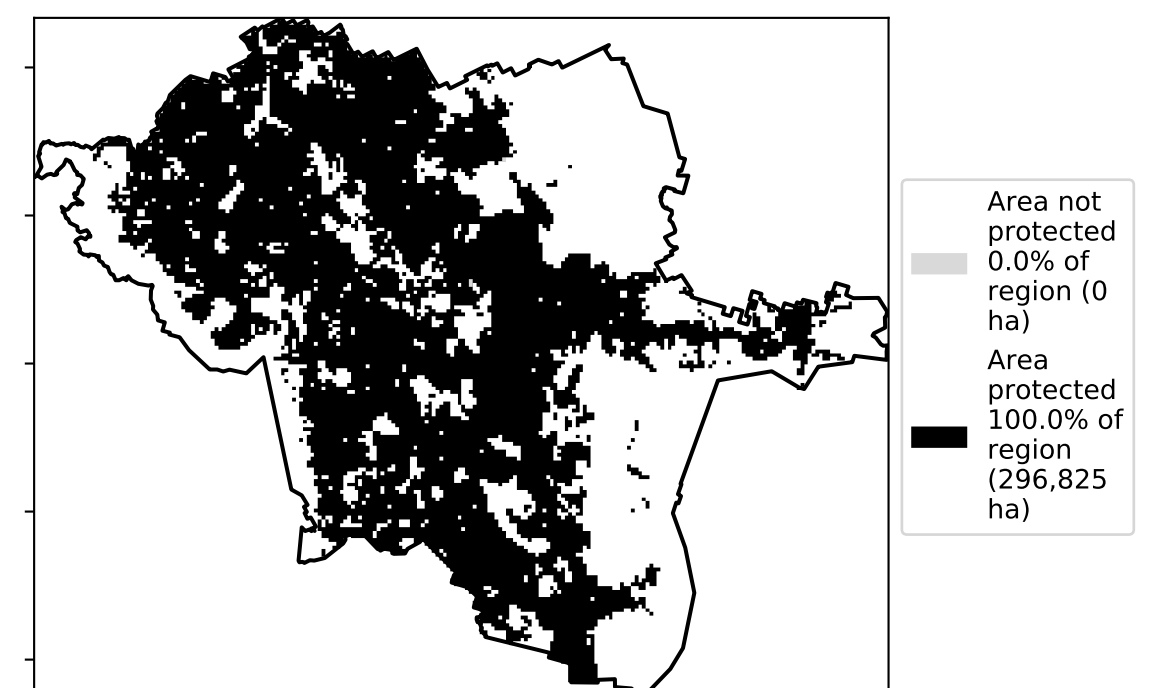 Area not
protected
0.0% of
region (0
ha)
Area
protected
100.0% of
region
(296,825
ha)